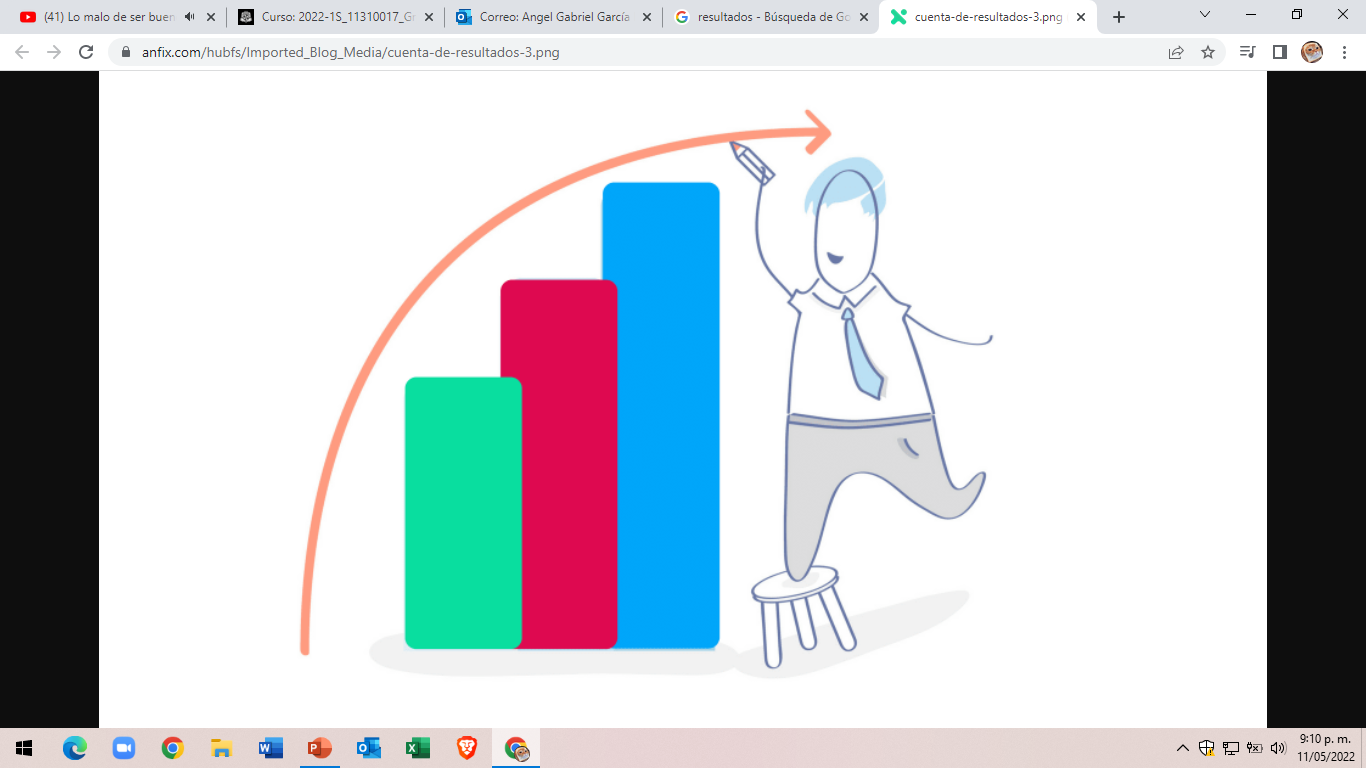 (41) Lo malo de ser buen
Curso: 2022-1S_11310017_Gr
Correo: Angel Gabriel García
resultados - Búsqueda de Go
cuenta-de-resultados-3.png
anfix.com/hubfs/Imported_Blog_Media/cuenta-de-resultados-3.png
9:10 p. m.
11/05/2022